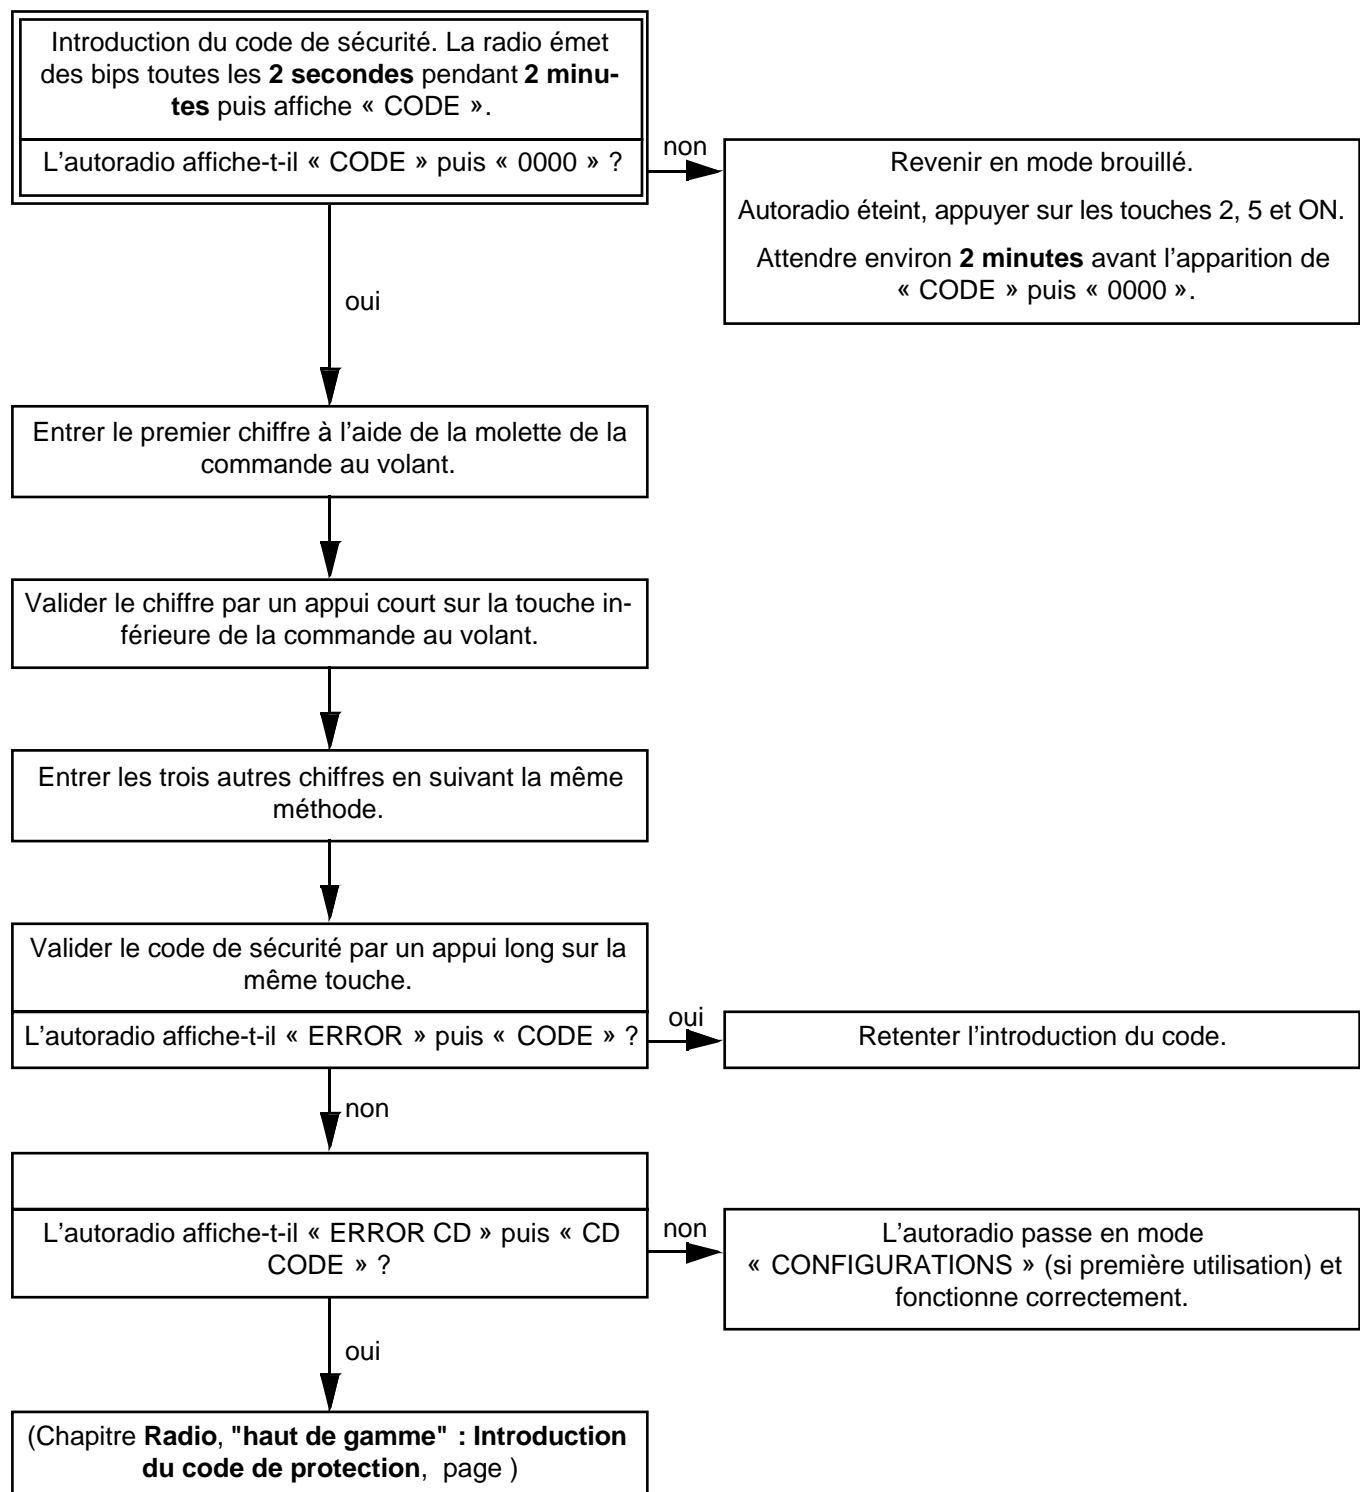 Introduction du code de sécurité. La radio émet
des bips toutes les 2 secondes pendant 2 minu-
tes puis affiche « CODE ».
L'autoradio affiche-t-il « CODE » puis « 0000 » ?
non
Revenir en mode brouillé.
Autoradio éteint, appuyer sur les touches 2, 5 et ON.
Attendre environ 2 minutes avant l'apparition de
« CODE » puis « 0000 ».
oui
Entrer le premier chiffre à l'aide de la molette de la
commande au volant.
Valider le chiffre par un appui court sur la touche in-
férieure de la commande au volant.
Entrer les trois autres chiffres en suivant la même
méthode.
Valider le code de sécurité par un appui long sur la
même touche.
L'autoradio affiche-t-il « ERROR » puis « CODE » ?
oui
Retenter l'introduction du code.
non
L'autoradio affiche-t-il « ERROR CD » puis « CD
CODE » ?
non
L'autoradio passe en mode
« CONFIGURATIONS » (si première utilisation) et
fonctionne correctement.
oui
(Chapitre Radio, "haut de gamme" : Introduction
du code de protection, page )